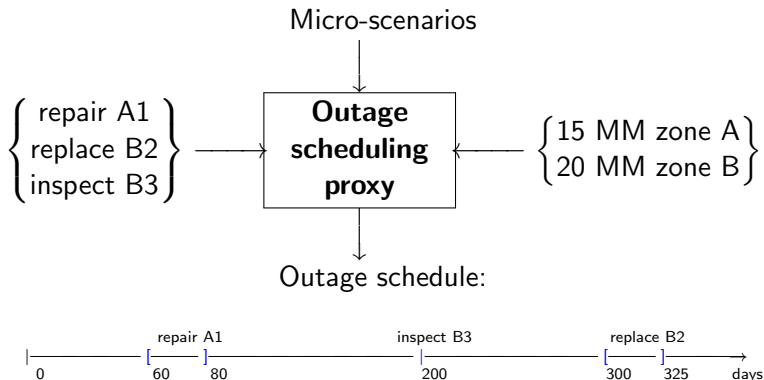 Micro-scenarios
repair A1
replace B2
inspect B3
Outage
scheduling
proxy
15 MM zone A
20 MM zone B
Outage schedule:
repair A1
inspect B3
replace B2
0
60
80
200
300
325
days